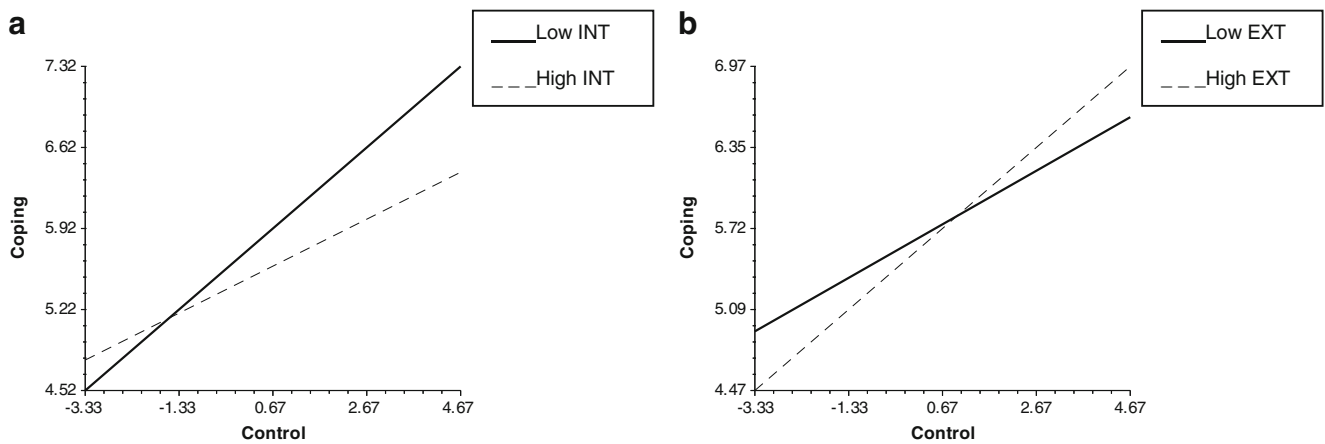 a
Low INT
High INT
7.32
6.62
5.92
5.22
4.52
Coping
-3.33 -1.33 0.67 2.67 4.67
Control
b
Low EXT
High EXT
6.97
6.35
5.72
5.09
4.47
Coping
-3.33 -1.33 0.67 2.67 4.67
Control